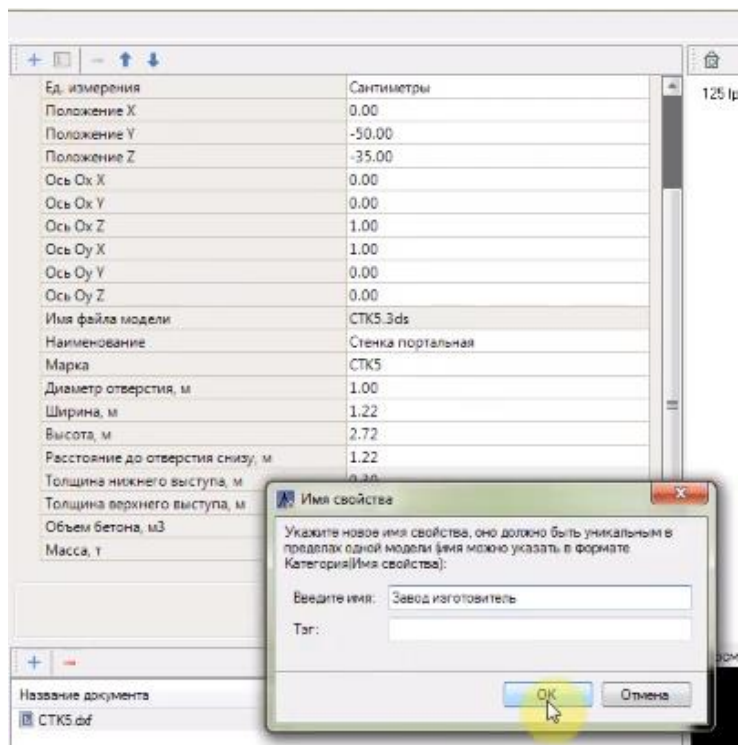 125
Ед. измерения Сантиметры
Положение X 0.00
Положение Y -50.00
Положение Z -35.00
Ось Ox X 0.00
Ось Ox Y 0.00
Ось Ox Z 1.00
Ось Oy X 1.00
Ось Oy Y 0.00
Ось Oy Z 0.00
Имя файла модели СТК5.3ds
Наименование Стенка портальная
Марка СТК5
Диаметр отверстия, м 1.00
Ширина, м 1.22
Высота, м 2.72
Расстояние до отверстия снизу, м 1.22
Толщина нижнего выступа, м
Толщина верхнего выступа, м
Объем бетона, м3
Масса, т
Имя свойства
Укажите новое имя свойства, оно должно быть уникальным в
пределах одной модели (имя можно указать в формате
Категория|Имя свойства):
Введите имя: Завод изготовитель
Тэг:
OK Отмена
Название документа
СТК5.dxf